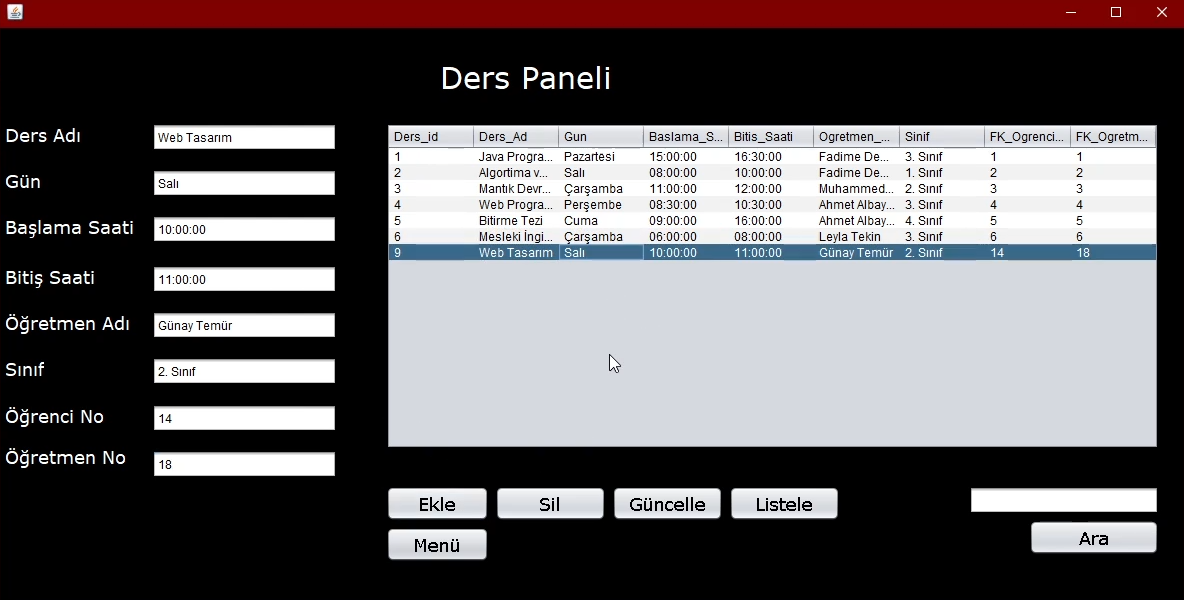 Ders Paneli
Ders Adı Web Tasarım
Gün Salı
Başlama Saati 10:00:00
Bitiş Saati 11:00:00
Öğretmen Adı Günay Temür
Sınıf 2. Sınıf
Öğrenci No 14
Öğretmen No 18
Ders_id Ders_Ad Gun Baslama_S... Bitis_Saati Ogretmen_... Sinif FK_Ogrenci... FK_Ogretm...
1 Java Progra... Pazartesi 15:00:00 16:30:00 Fadime De... 3. Sınıf 1 1
2 Algortima v... Salı 08:00:00 10:00:00 Fadime De... 1. Sınıf 2 2
3 Mantık Devr... Çarşamba 11:00:00 12:00:00 Muhammed... 2. Sınıf 3 3
4 Web Progra... Perşembe 08:30:00 10:30:00 Ahmet Albay... 3. Sınıf 4 4
5 Bitirme Tezi Cuma 09:00:00 16:00:00 Ahmet Albay... 4. Sınıf 5 5
6 Mesleki İngi... Çarşamba 06:00:00 08:00:00 Leyla Tekin 3. Sınıf 6 6
9 Web Tasarım Salı 10:00:00 11:00:00 Günay Temür 2. Sınıf 14 18
Ekle Sil Güncelle Listele
Menü Ara